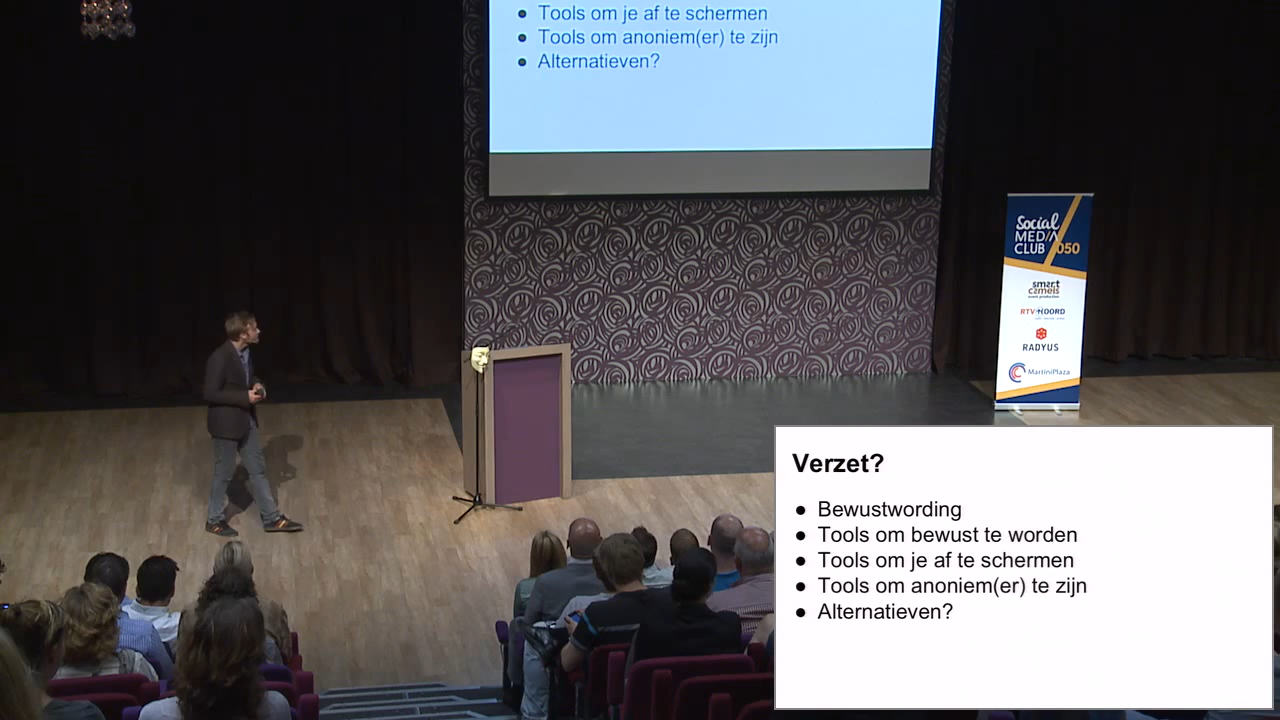 Tools om je af te schermen
Tools om anoniem(er) te zijn
Alternatieven?
Social
MEDIA
CLUB 050
smart
camels
event production
RTV NOORD
RADYUS
MartiniPlaza
Verzet?
Bewustwording
Tools om bewust te worden
Tools om je af te schermen
Tools om anoniem(er) te zijn
Alternatieven?